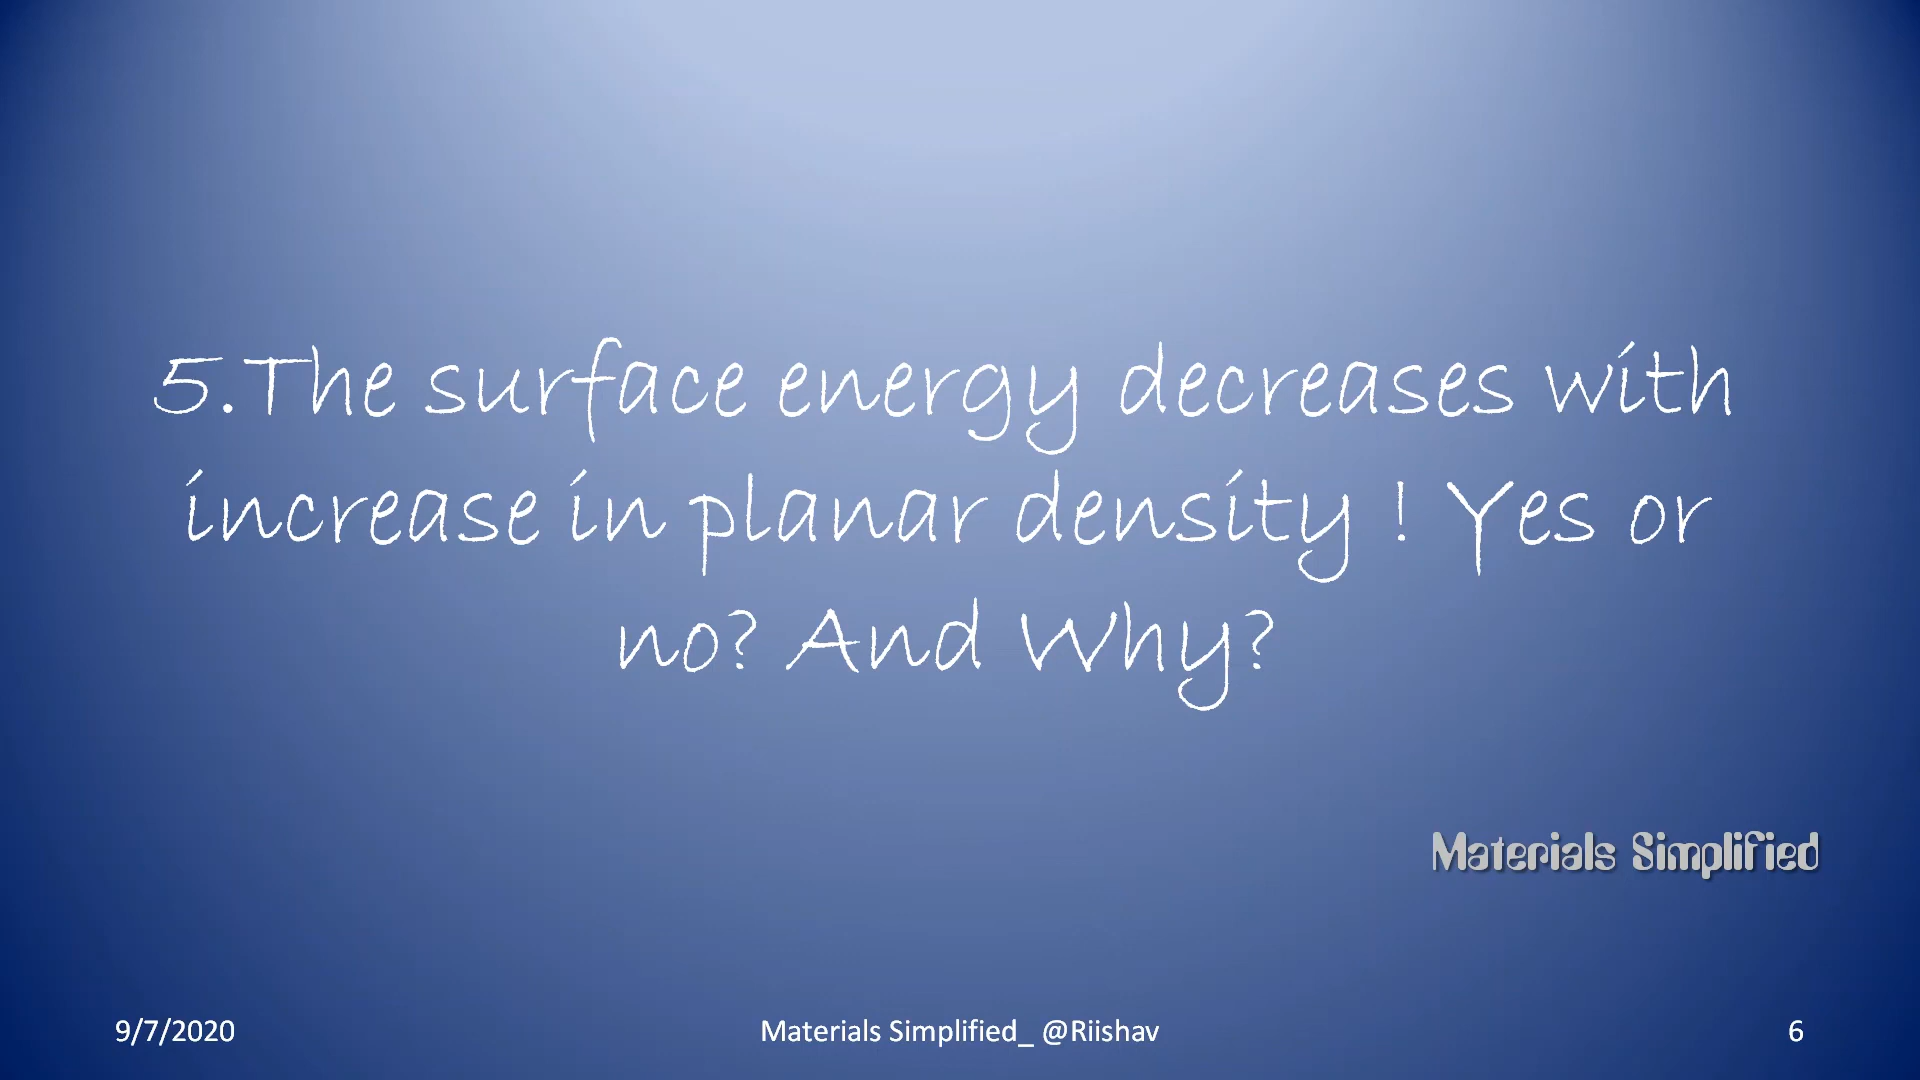 5.The surface energy decreases with
increase in planar density ! Yes or
no? And Why?
Materials Simplified
9/7/2020
Materials Simplified_ @Riishav
6